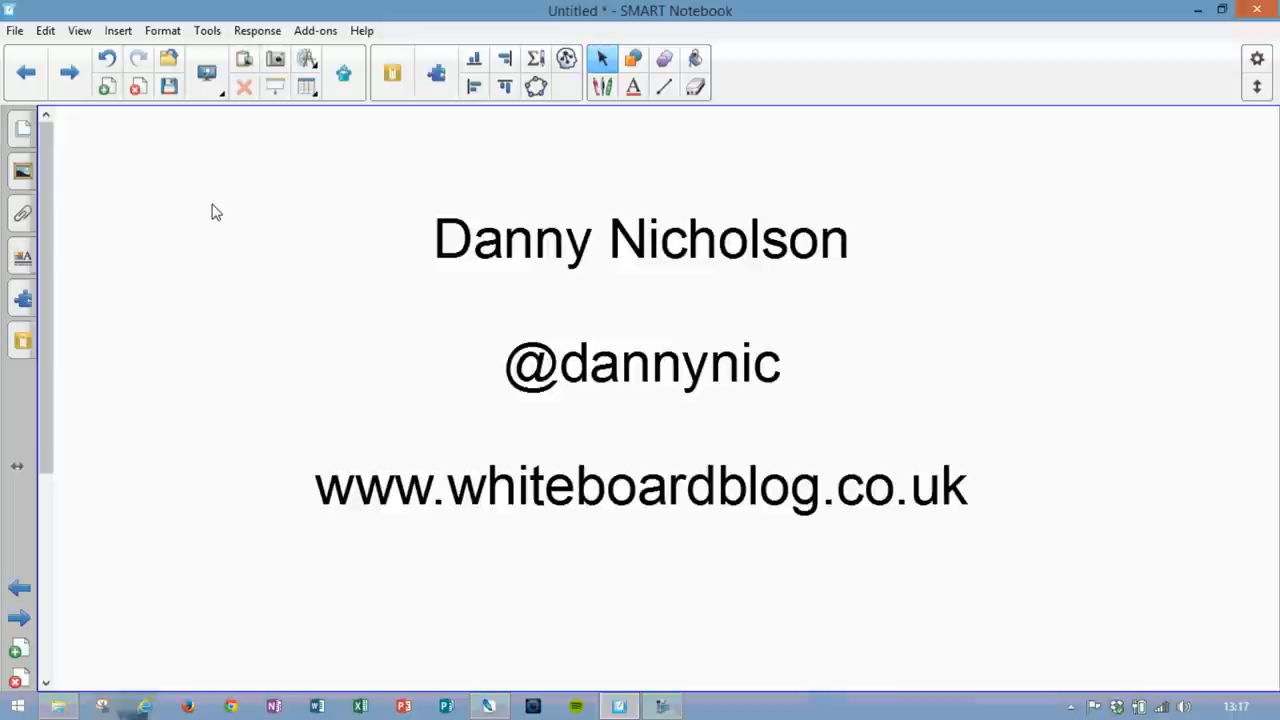 Untitled * - SMART Notebook
File Edit View Insert Format Tools Response Add-ons Help
Danny Nicholson
@dannynic
www.whiteboardblog.co.uk
13:17